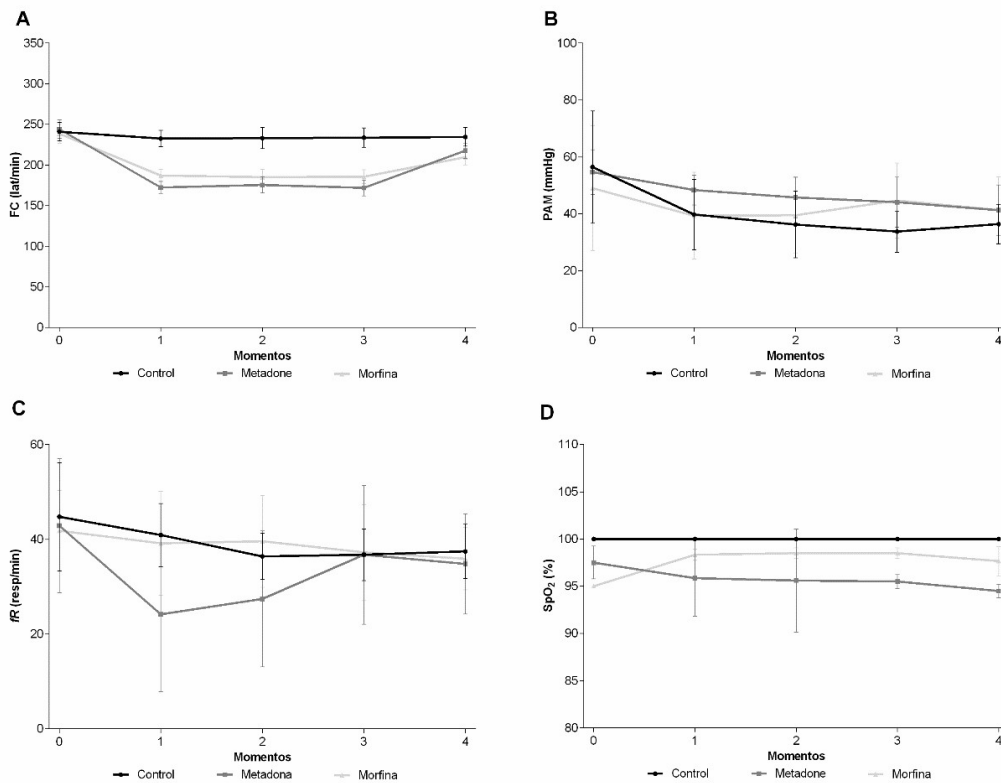 A
FC (lat/min)
350
300
250
200
150
100
50
0
0 1 2 3 4
Momentos
Control Metadone Morfina
B
PAM (mmHg)
100
80
60
40
20
0
0 1 2 3 4
Momentos
Control Metadona Morfina
C
fR (resp/min)
60
40
20
0
0 1 2 3 4
Momentos
Control Metadona Morfina
D
SpO2 (%)
110
105
100
95
90
85
80
0 1 2 3 4
Momentos
Control Metadona Morfina